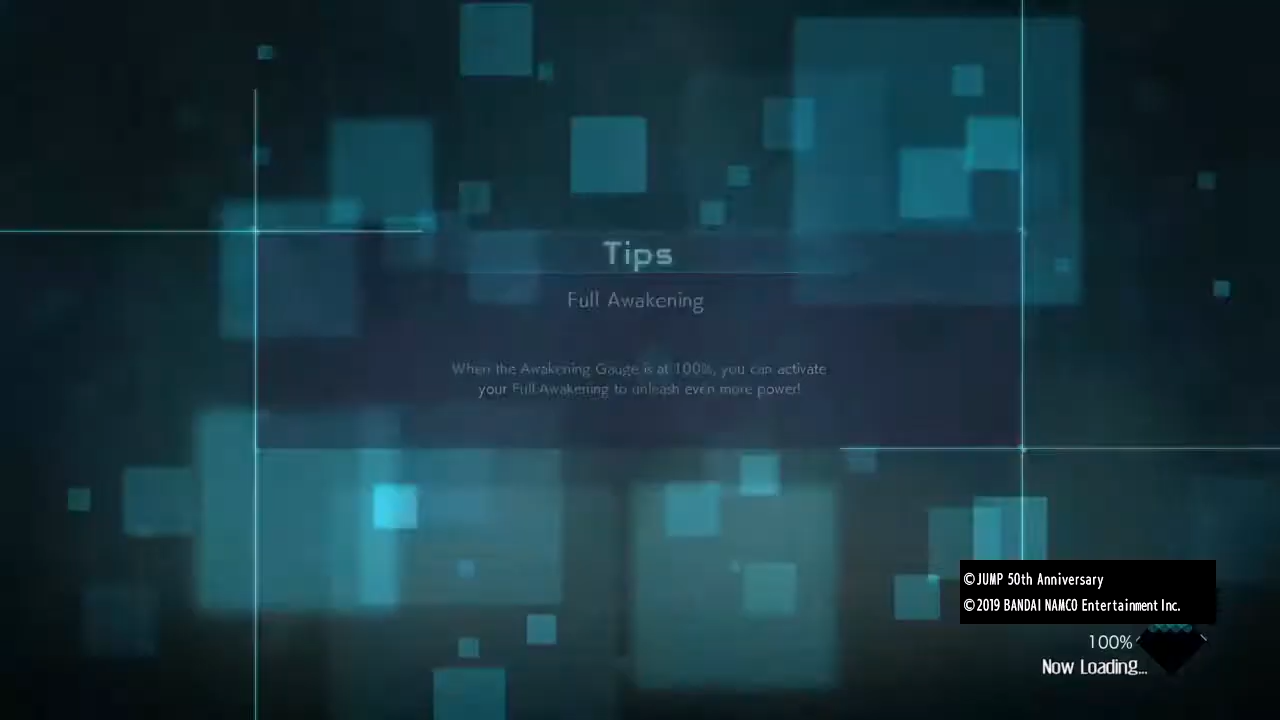 Tips
Full Awakening
When the Awakening Gauge is at 100%, you can activate
your Full Awakening to unleash even more power!
©JUMP 50th Anniversary
©2019 BANDAI NAMCO Entertainment Inc.
100%
Now Loading...